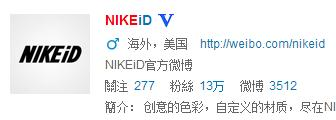 NIKEiD
NIKEiD V
海外，美国 http://weibo.com/nikeid
NIKEiD官方微博
關注 277 粉絲 13万 微博 3512
簡介： 创意的色彩，自定义的材质，尽在NI